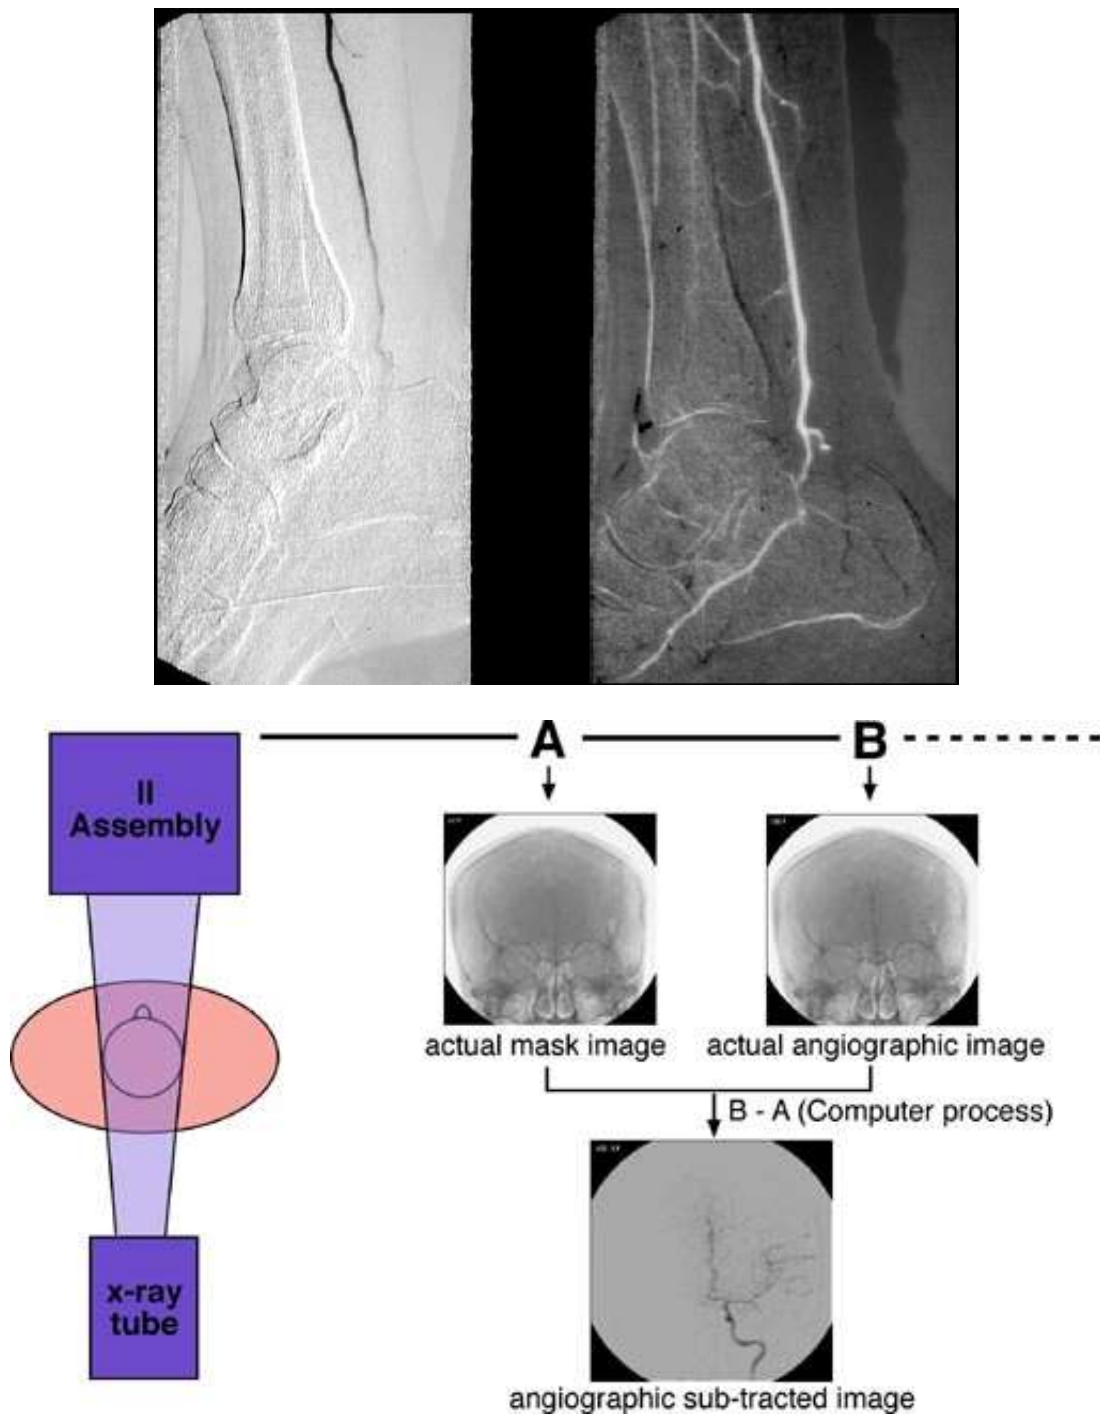 A
B
II
Assembly
actual mask image
actual angiographic image
B - A (Computer process)
x-ray
tube
angiographic sub-tracted image